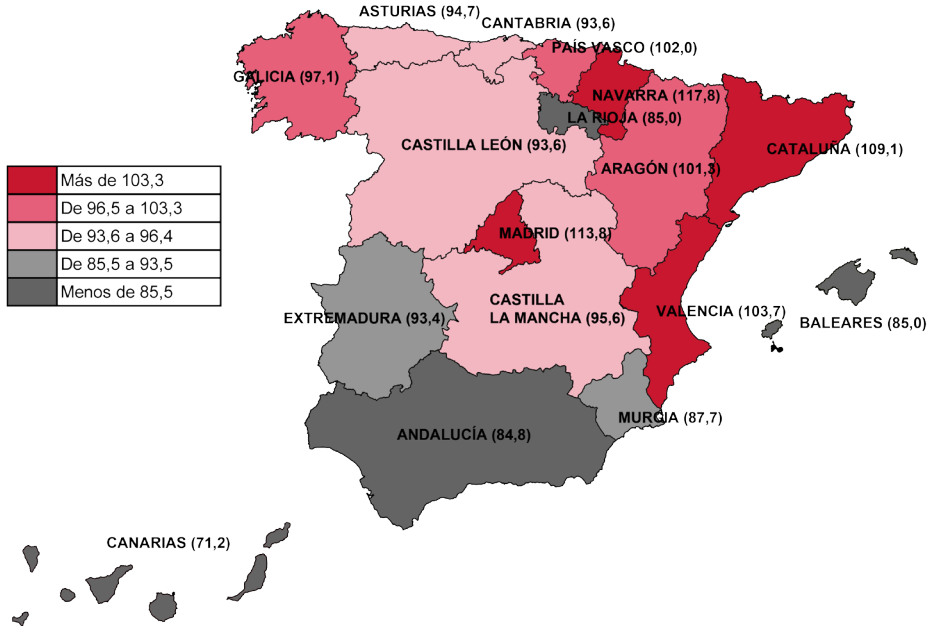 ASTURIAS (94,7)
CANTABRIA (93,6)
PAÍS VASCO (102,0)
GALICIA (97,1)
NAVARRA (117,8)
LA RIOJA (85,0)
CASTILLA LEÓN (93,6)
CATALUÑA (109,1)
ARAGÓN (101,3)
Más de 103,3
De 96,5 a 103,3
De 93,6 a 96,4
De 85,5 a 93,5
Menos de 85,5
MADRID (113,8)
CASTILLA
LA MANCHA (95,6)
VALENCIA (103,7)
EXTREMADURA (93,4)
BALEARES (85,0)
MURCIA (87,7)
ANDALUCÍA (84,8)
CANARIAS (71,2)